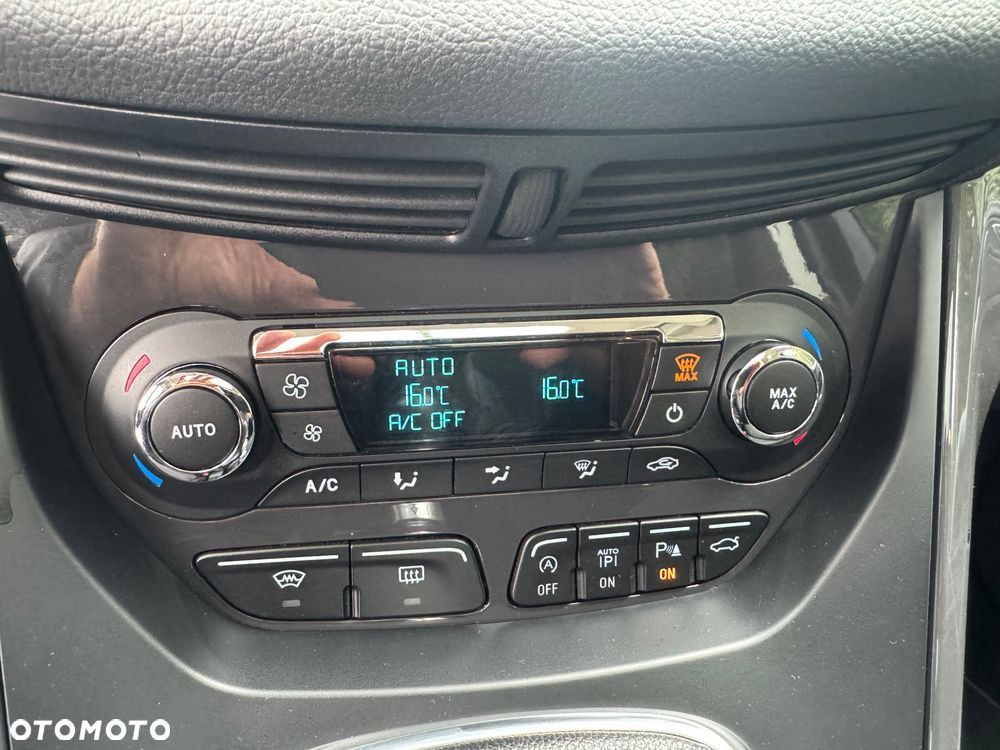 AUTO
16.0°C 16.0°C
A/C OFF
MAX
AUTO
MAX
A/C
A/C
A
OFF
AUTO
P
ON
P
ON
OTOMOTO